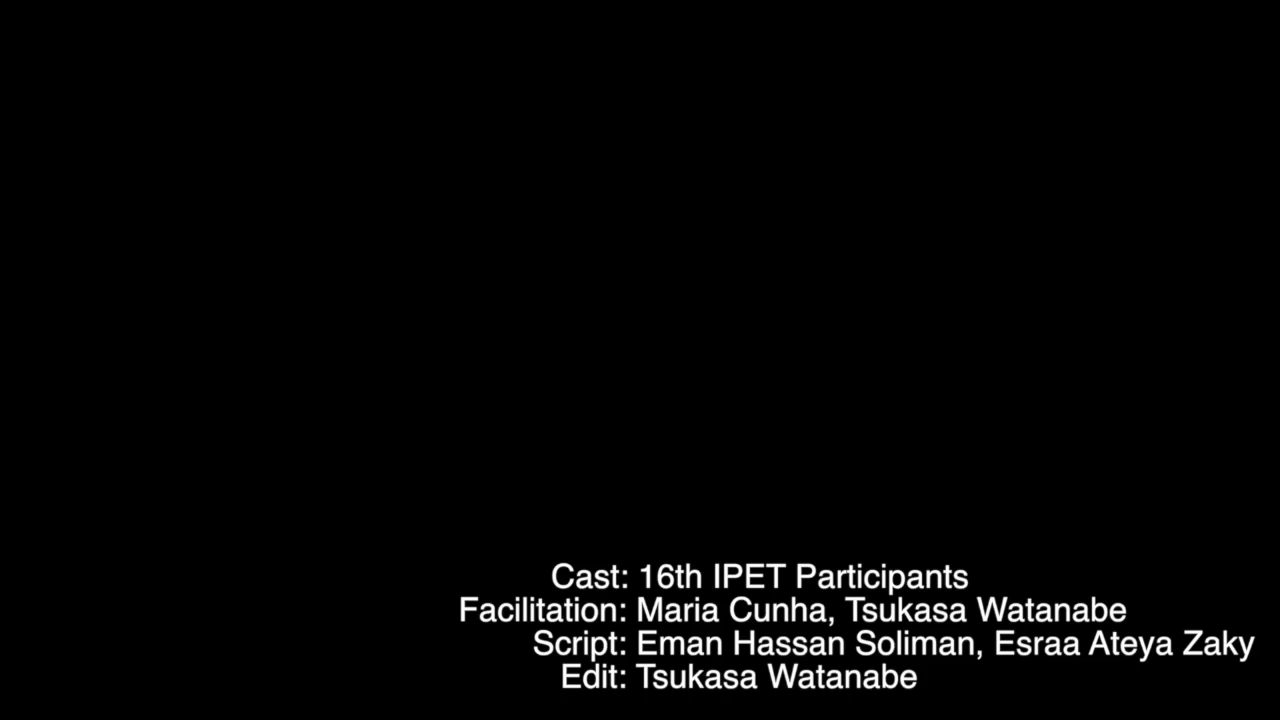 Cast: 16th IPET Participants
Facilitation: Maria Cunha, Tsukasa Watanabe
Script: Eman Hassan Soliman, Esraa Ateya Zaky
Edit: Tsukasa Watanabe